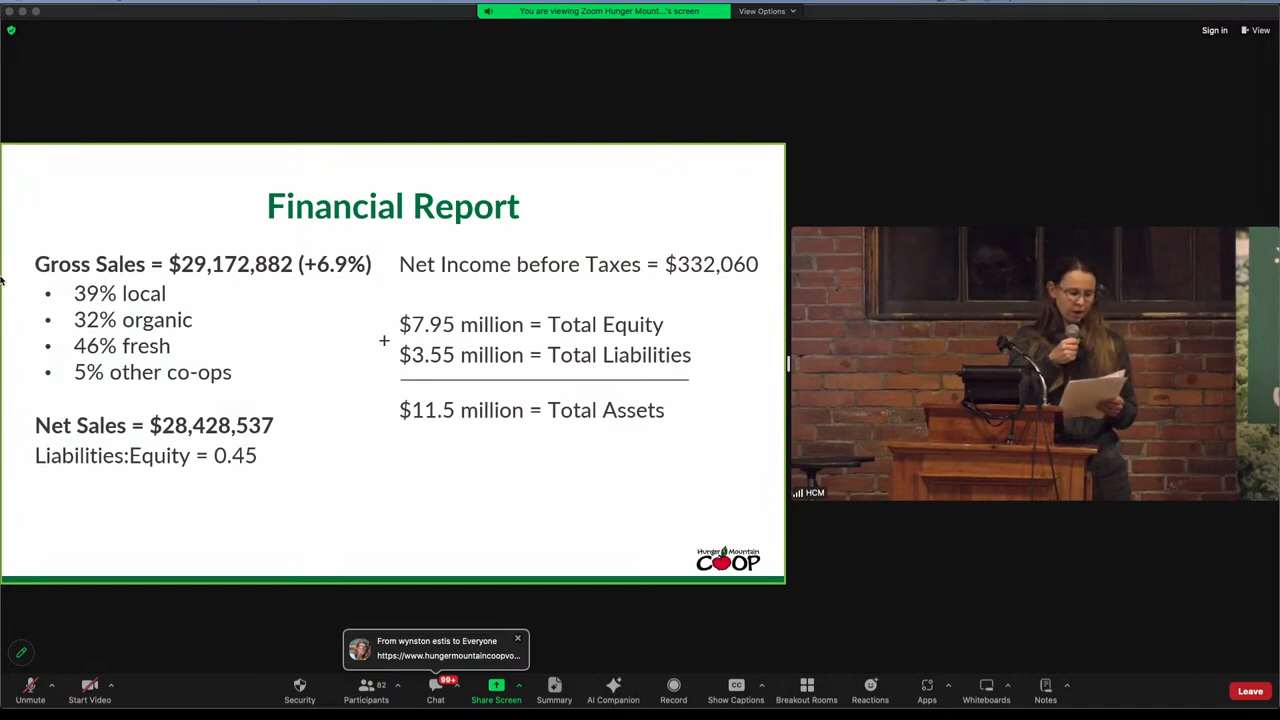 You are viewing Zoom Hunger Mount...'s screen
View Options
Sign in
View
Financial Report
Gross Sales = $29,172,882 (+6.9%)
• 39% local
• 32% organic
• 46% fresh
• 5% other co-ops
Net Sales = $28,428,537
Liabilities:Equity = 0.45
Net Income before Taxes = $332,060
$7.95 million = Total Equity
+
$3.55 million = Total Liabilities
$11.5 million = Total Assets
Hunger Mountain
COOP
HCM
From wynston estis to Everyone
https://www.hungermountaincoopvo...
Unmute
Start Video
Security
82
Participants
99+
Chat
Share Screen
Summary
AI Companion
Record
CC
Show Captions
Breakout Rooms
Reactions
Apps
Whiteboards
Notes
Leave